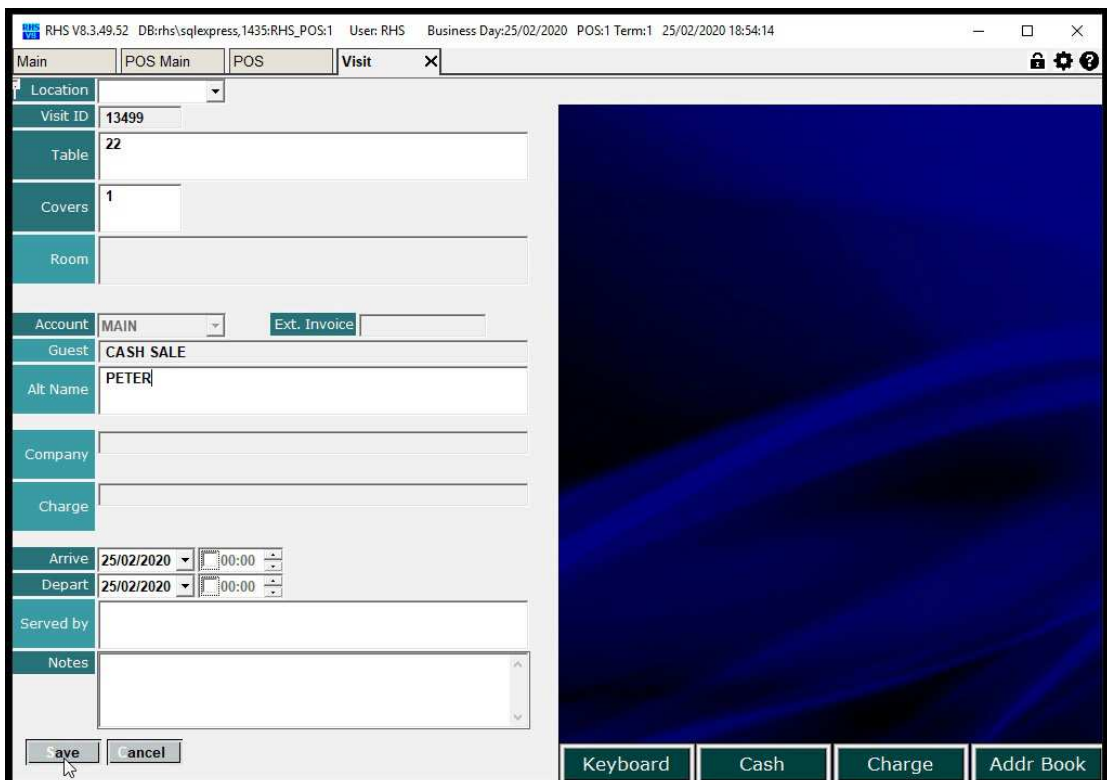 RHS V8 RHS V8.3.49.52 DB:rhs\sqlexpress,1435:RHS_POS:1 User: RHS Business Day:25/02/2020 POS:1 Term:1 25/02/2020 18:54:14
Main POS Main POS Visit
Location
Visit ID 13499
Table 22
Covers 1
Room
Account MAIN Ext. Invoice
Guest CASH SALE
Alt Name PETER
Company
Charge
Arrive 25/02/2020 00:00
Depart 25/02/2020 00:00
Served by
Notes
Save Cancel
Keyboard Cash Charge Addr Book